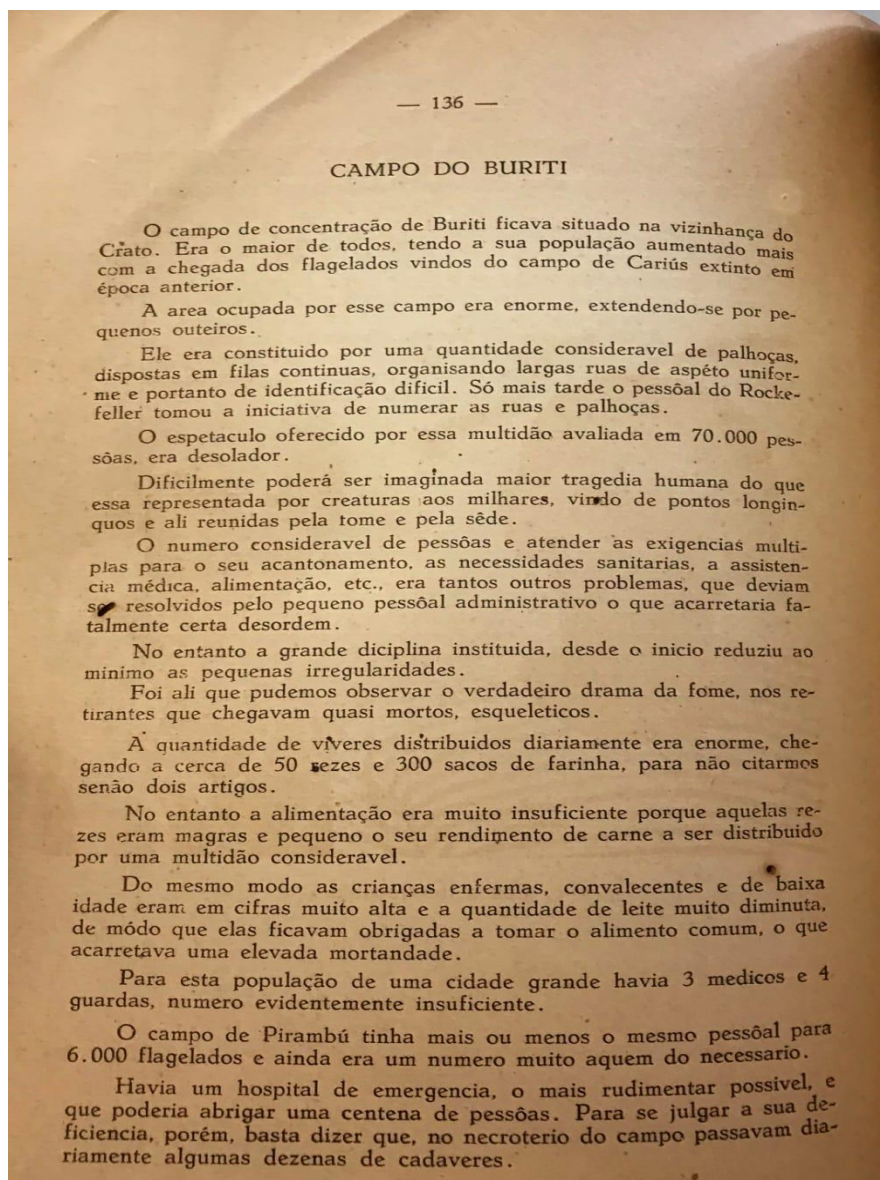 — 136 —
CAMPO DO BURITI
O campo de concentração de Buriti ficava situado na vizinhança do
Crato. Era o maior de todos, tendo a sua população aumentado mais
com a chegada dos flagelados vindos do campo de Cariús extinto em
época anterior.
A area ocupada por esse campo era enorme, extendendo-se por pe-
quenos outeiros.
Ele era constituido por uma quantidade consideravel de palhoças,
dispostas em filas continuas, organisando largas ruas de aspéto unifor-
me e portanto de identificação dificil. Só mais tarde o pessôal do Rocke-
feller tomou a iniciativa de numerar as ruas e palhoças.
O espetaculo oferecido por essa multidão avaliada em 70.000 pes-
sôas, era desolador.
Dificilmente poderá ser imaginada maior tragedia humana do que
essa representada por creaturas aos milhares, vindo de pontos longin-
quos e ali reunidas pela fome e pela sêde.
O numero consideravel de pessôas e atender as exigencias multi-
plas para o seu acantonamento, as necessidades sanitarias, a assisten-
cia médica, alimentação, etc., era tantos outros problemas, que deviam
ser resolvidos pelo pequeno pessôal administrativo o que acarretaria fa-
talmente certa desordem.
No entanto a grande diciplina instituida, desde o inicio reduziu ao
minimo as pequenas irregularidades.
Foi ali que pudemos observar o verdadeiro drama da fome, nos re-
tirantes que chegavam quasi mortos, esqueleticos.
A quantidade de viveres distribuidos diariamente era enorme, che-
gando a cerca de 50 rezes e 300 sacos de farinha, para não citarmos
senão dois artigos.
No entanto a alimentação era muito insuficiente porque aquelas re-
zes eram magras e pequeno o seu rendimento de carne a ser distribuido
por uma multidão consideravel.
Do mesmo modo as crianças enfermas, convalecentes e de baixa
idade eram em cifras muito alta e a quantidade de leite muito diminuta,
de módo que elas ficavam obrigadas a tomar o alimento comum, o que
acarretava uma elevada mortandade.
Para esta população de uma cidade grande havia 3 medicos e 4
guardas, numero evidentemente insuficiente.
O campo de Pirambú tinha mais ou menos o mesmo pessôal para
6.000 flagelados e ainda era um numero muito aquem do necessario.
Havia um hospital de emergencia, o mais rudimentar possivel, e
que poderia abrigar uma centena de pessôas. Para se julgar a sua de-
ficiencia, porém, basta dizer que, no necroterio do campo passavam dia-
riamente algumas dezenas de cadaveres.